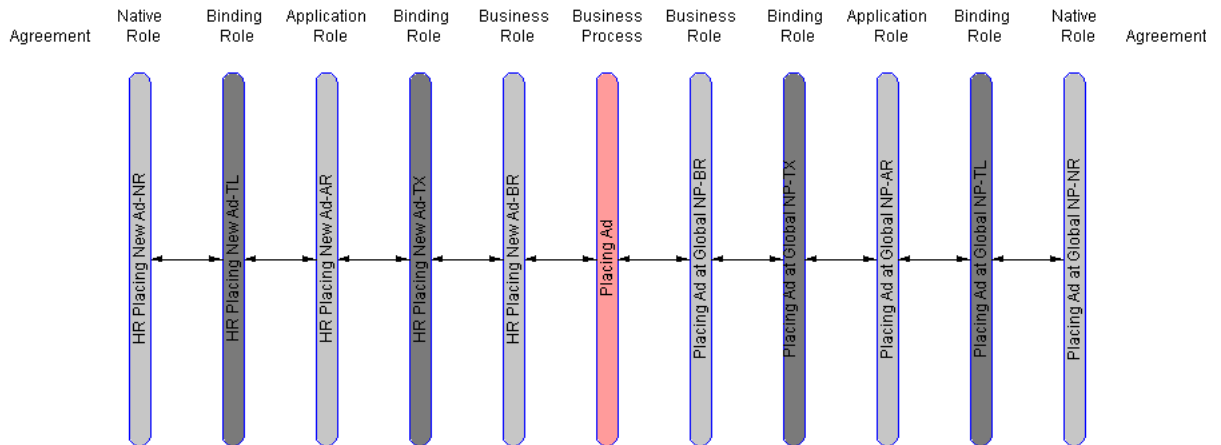 Native Binding Application Binding Business Business Business Binding Application Binding Native
Agreement Role Role Role Role Role Process Role Role Role Role Role Agreement
HR Placing New Ad-NR
HR Placing New Ad-TL
HR Placing New Ad-AR
HR Placing New Ad-TX
HR Placing New Ad-BR
Placing Ad
Placing Ad at Global NP-BR
Placing Ad at Global NP-TX
Placing Ad at Global NP-AR
Placing Ad at Global NP-TL
Placing Ad at Global NP-NR